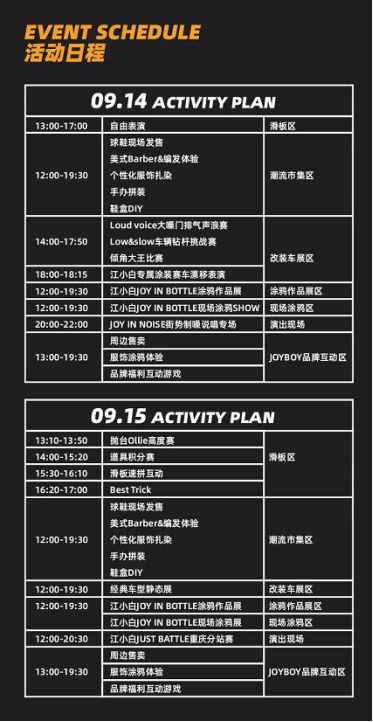 EVENT SCHEDULE
活动日程
09.14 ACTIVITY PLAN
13:00-17:00 自由表演 滑板区
球鞋现场发售
美式Barber&编发体验
12:00-19:30 个性化服饰扎染 潮流市集区
手办拼装
鞋盒DIY
Loud voice大嗓门排气声浪赛
14:00-17:50 Low&slow车辆钻杆挑战赛
倾角大王比赛 改装车展区
18:00-18:15 江小白专属涂装赛车漂移表演
12:00-19:30 江小白JOY IN BOTTLE涂鸦作品展 涂鸦作品展区
12:00-19:30 江小白JOY IN BOTTLE现场涂鸦SHOW 现场涂鸦区
20:00-22:00 JOY IN NOISE街势制噪说唱专场 演出现场
周边售卖
13:00-19:30 服饰涂鸦体验 JOYBOY品牌互动区
品牌福利互动游戏
09.15 ACTIVITY PLAN
13:10-13:50 抛台Ollie高度赛
14:00-15:20 道具积分赛 滑板区
15:30-16:10 滑板速拼互动
16:20-17:00 Best Trick
球鞋现场发售
美式Barber&编发体验
12:00-19:30 个性化服饰扎染 潮流市集区
手办拼装
鞋盒DIY
12:00-19:30 经典车型静态展 改装车展区
12:00-19:30 江小白JOY IN BOTTLE涂鸦作品展 涂鸦作品展区
江小白JOY IN BOTTLE现场涂鸦展 现场涂鸦区
12:00-20:30 江小白JUST BATTLE重庆分站赛 演出现场
周边售卖
13:00-19:30 服饰涂鸦体验 JOYBOY品牌互动区
品牌福利互动游戏